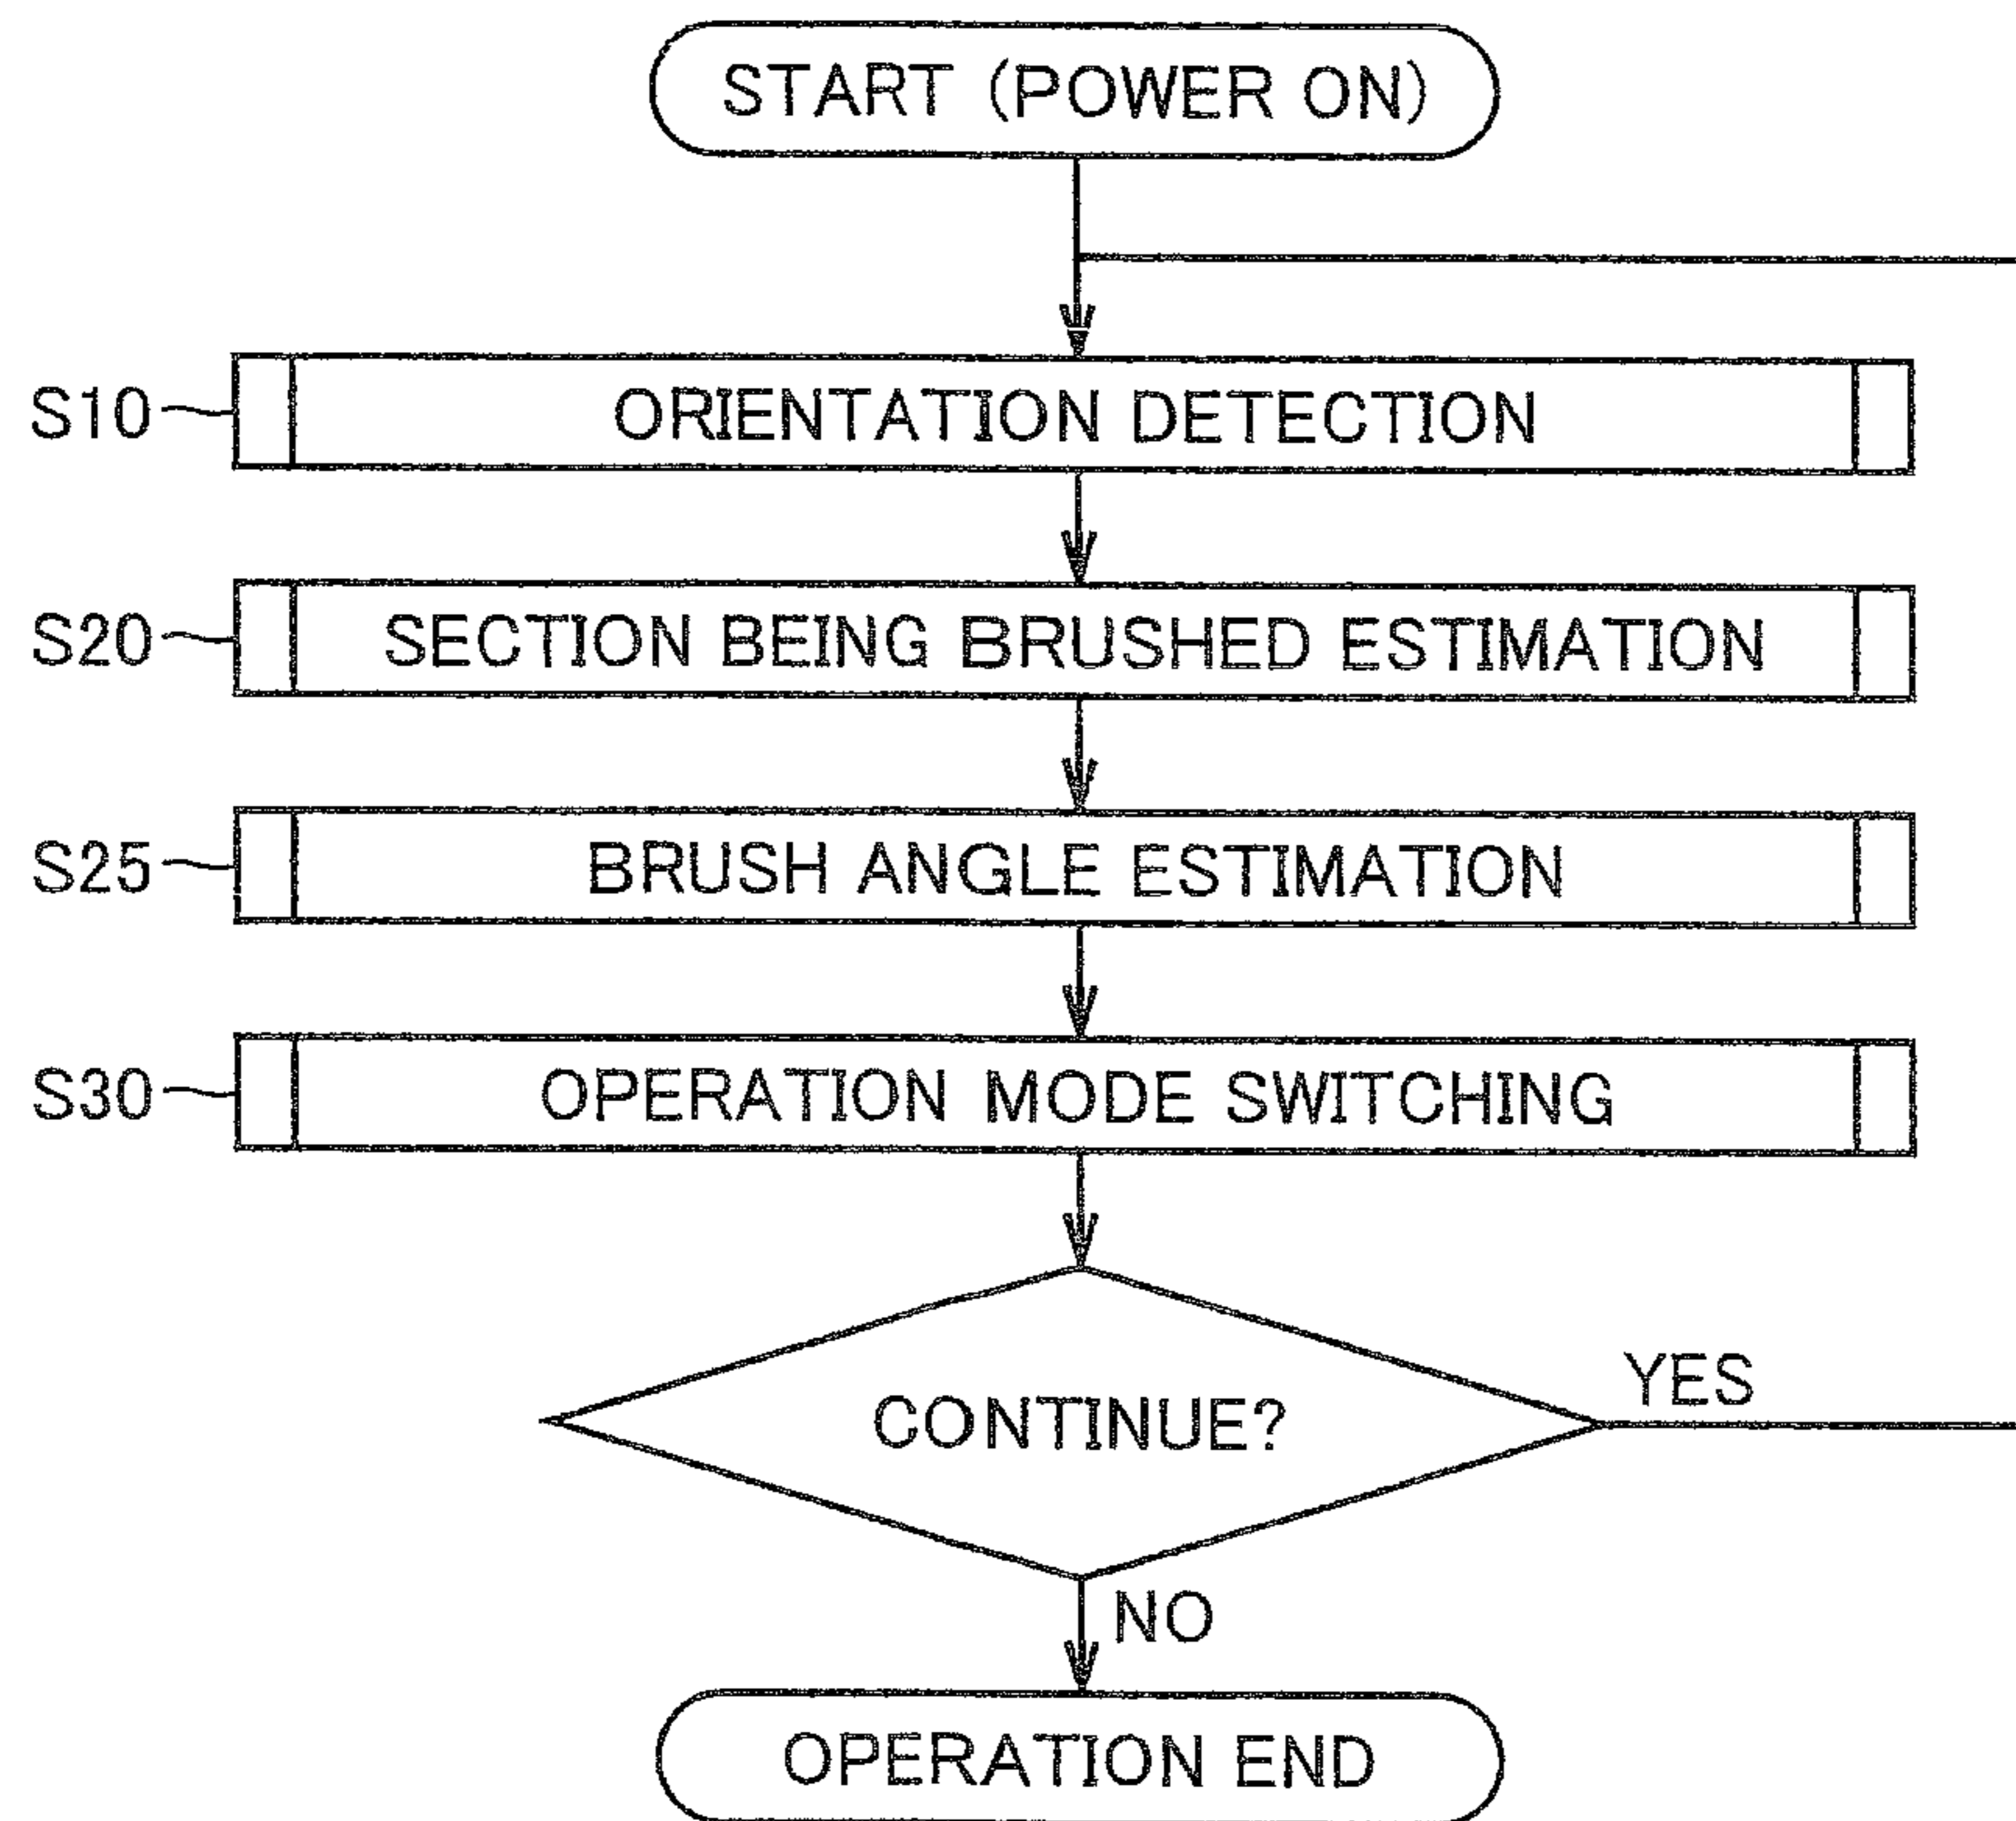 START (POWER ON)
S10 ORIENTATION DETECTION
S20 SECTION BEING BRUSHED ESTIMATION
S25 BRUSH ANGLE ESTIMATION
S30 OPERATION MODE SWITCHING
YES
CONTINUE?
NO
OPERATION END